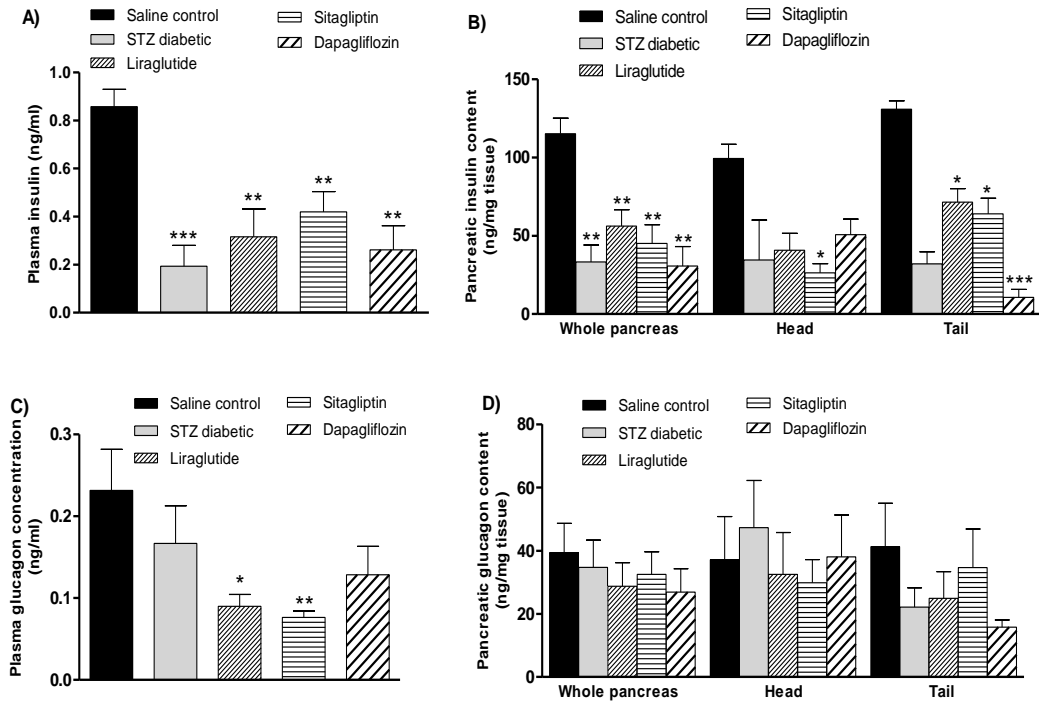 A)
Saline control
STZ diabetic
Liraglutide
Sitagliptin
Dapagliflozin
Plasma insulin (ng/ml)
1.0
0.8
0.6
0.4
0.2
0.0
***
**
**
**
B)
Saline control
STZ diabetic
Liraglutide
Sitagliptin
Dapagliflozin
Pancreatic insulin content
(ng/mg tissue)
150
100
50
0
**
**
**
**
*
*
*
***
Whole pancreas
Head
Tail
C)
Saline control
STZ diabetic
Liraglutide
Sitagliptin
Dapagliflozin
Plasma glucagon concentration
(ng/ml)
0.3
0.2
0.1
0.0
*
**
D)
Saline control
STZ diabetic
Liraglutide
Sitagliptin
Dapagliflozin
Pancreatic glucagon content
(ng/mg tissue)
80
60
40
20
0
Whole pancreas
Head
Tail